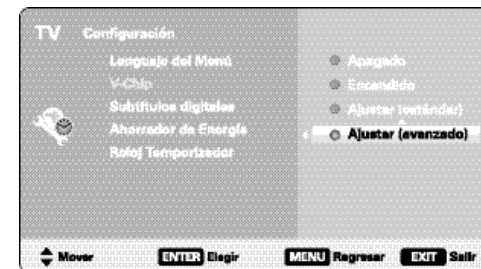 TV Configuración
Lenguaje del Menú
V-Chip
Subtítulos digitales
Ahorrador de Energía
Reloj Temporizador
Apagado
Encendido
Ajustar (estándar)
Ajustar (avanzado)
Mover ENTER Elegir MENU Regresar EXIT Salir